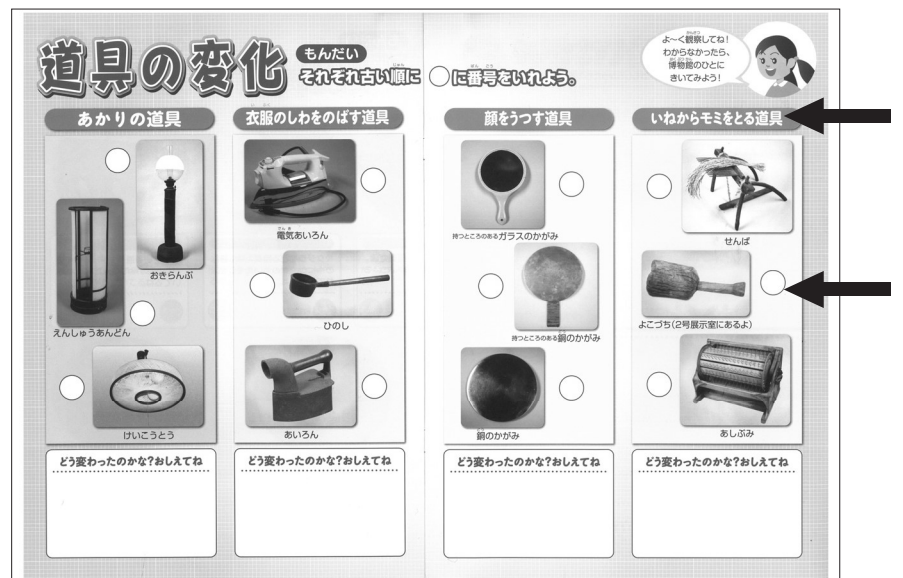 道具の変化
もんだい
それぞれ古い順に○に番号をいれよう。
よ〜く観察してね!
わからなかったら、
博物館のひとに
きいてみよう!
あかりの道具
おきらんぷ
えんしゅうあんどん
けいこうとう
どう変わったのかな?おしえてね
衣服のしわをのばす道具
電気あいろん
ひのし
あいろん
どう変わったのかな?おしえてね
顔をうつす道具
持つところのあるガラスのかがみ
持つところのある銅のかがみ
銅のかがみ
どう変わったのかな?おしえてね
いねからモミをとる道具
せんば
よこづち(2号展示室にあるよ)
あしぶみ
どう変わったのかな?おしえてね